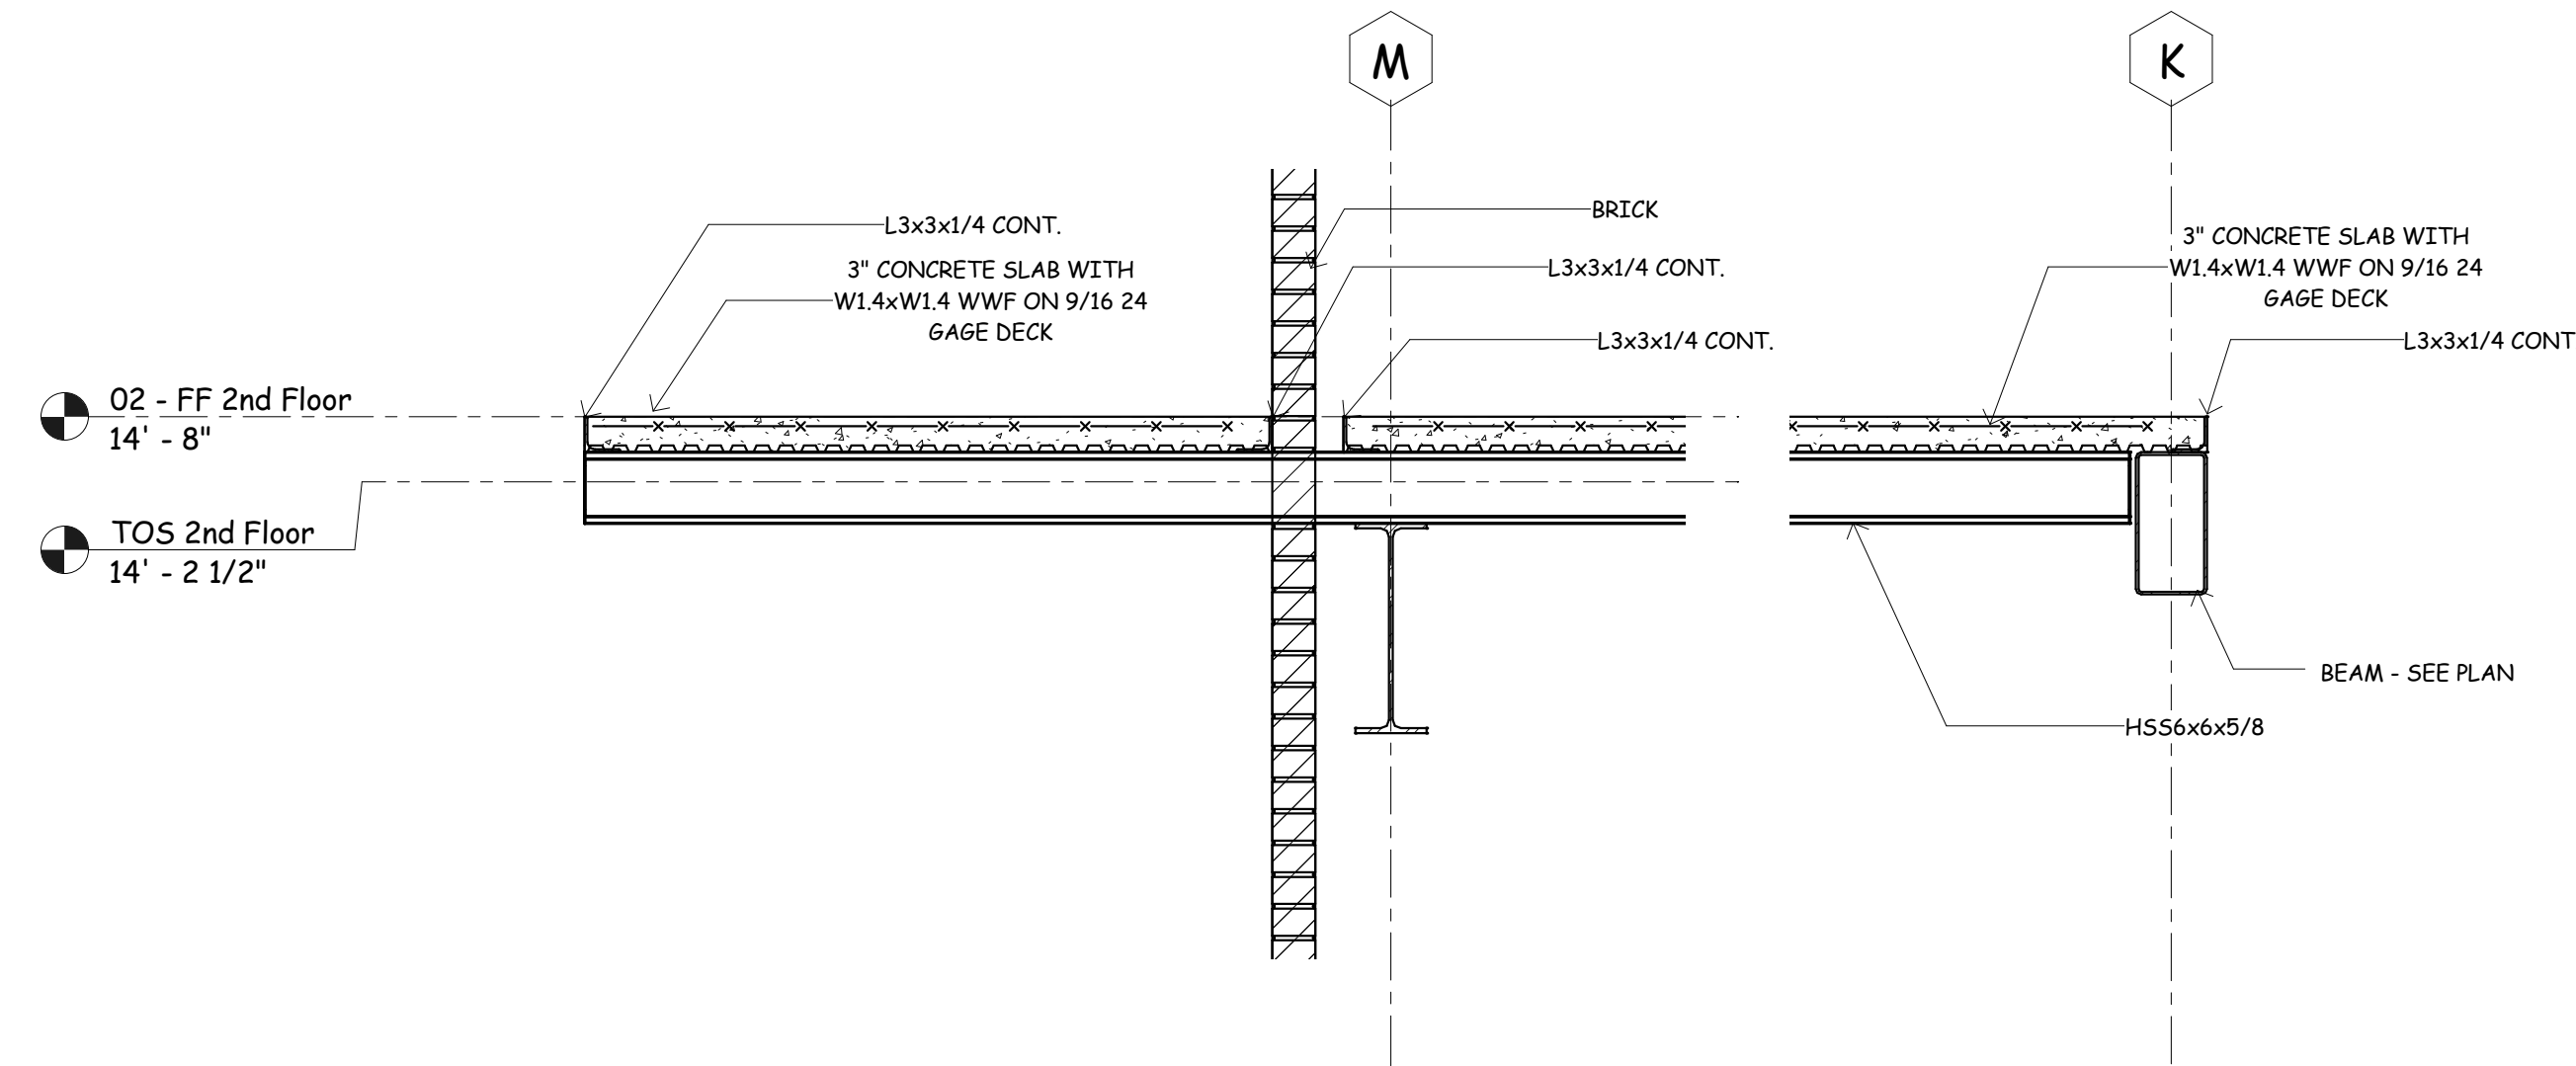 M
K
BRICK
L3x3x1/4 CONT.
3" CONCRETE SLAB WITH
W1.4xW1.4 WWF ON 9/16 24
GAGE DECK
3" CONCRETE SLAB WITH
W1.4xW1.4 WWF ON 9/16 24
GAGE DECK
L3x3x1/4 CONT.
L3x3x1/4 CONT.
L3x3x1/4 CONT
02 - FF 2nd Floor
14' - 8"
TOS 2nd Floor
14' - 2 1/2"
BEAM - SEE PLAN
HSS6x6x5/8